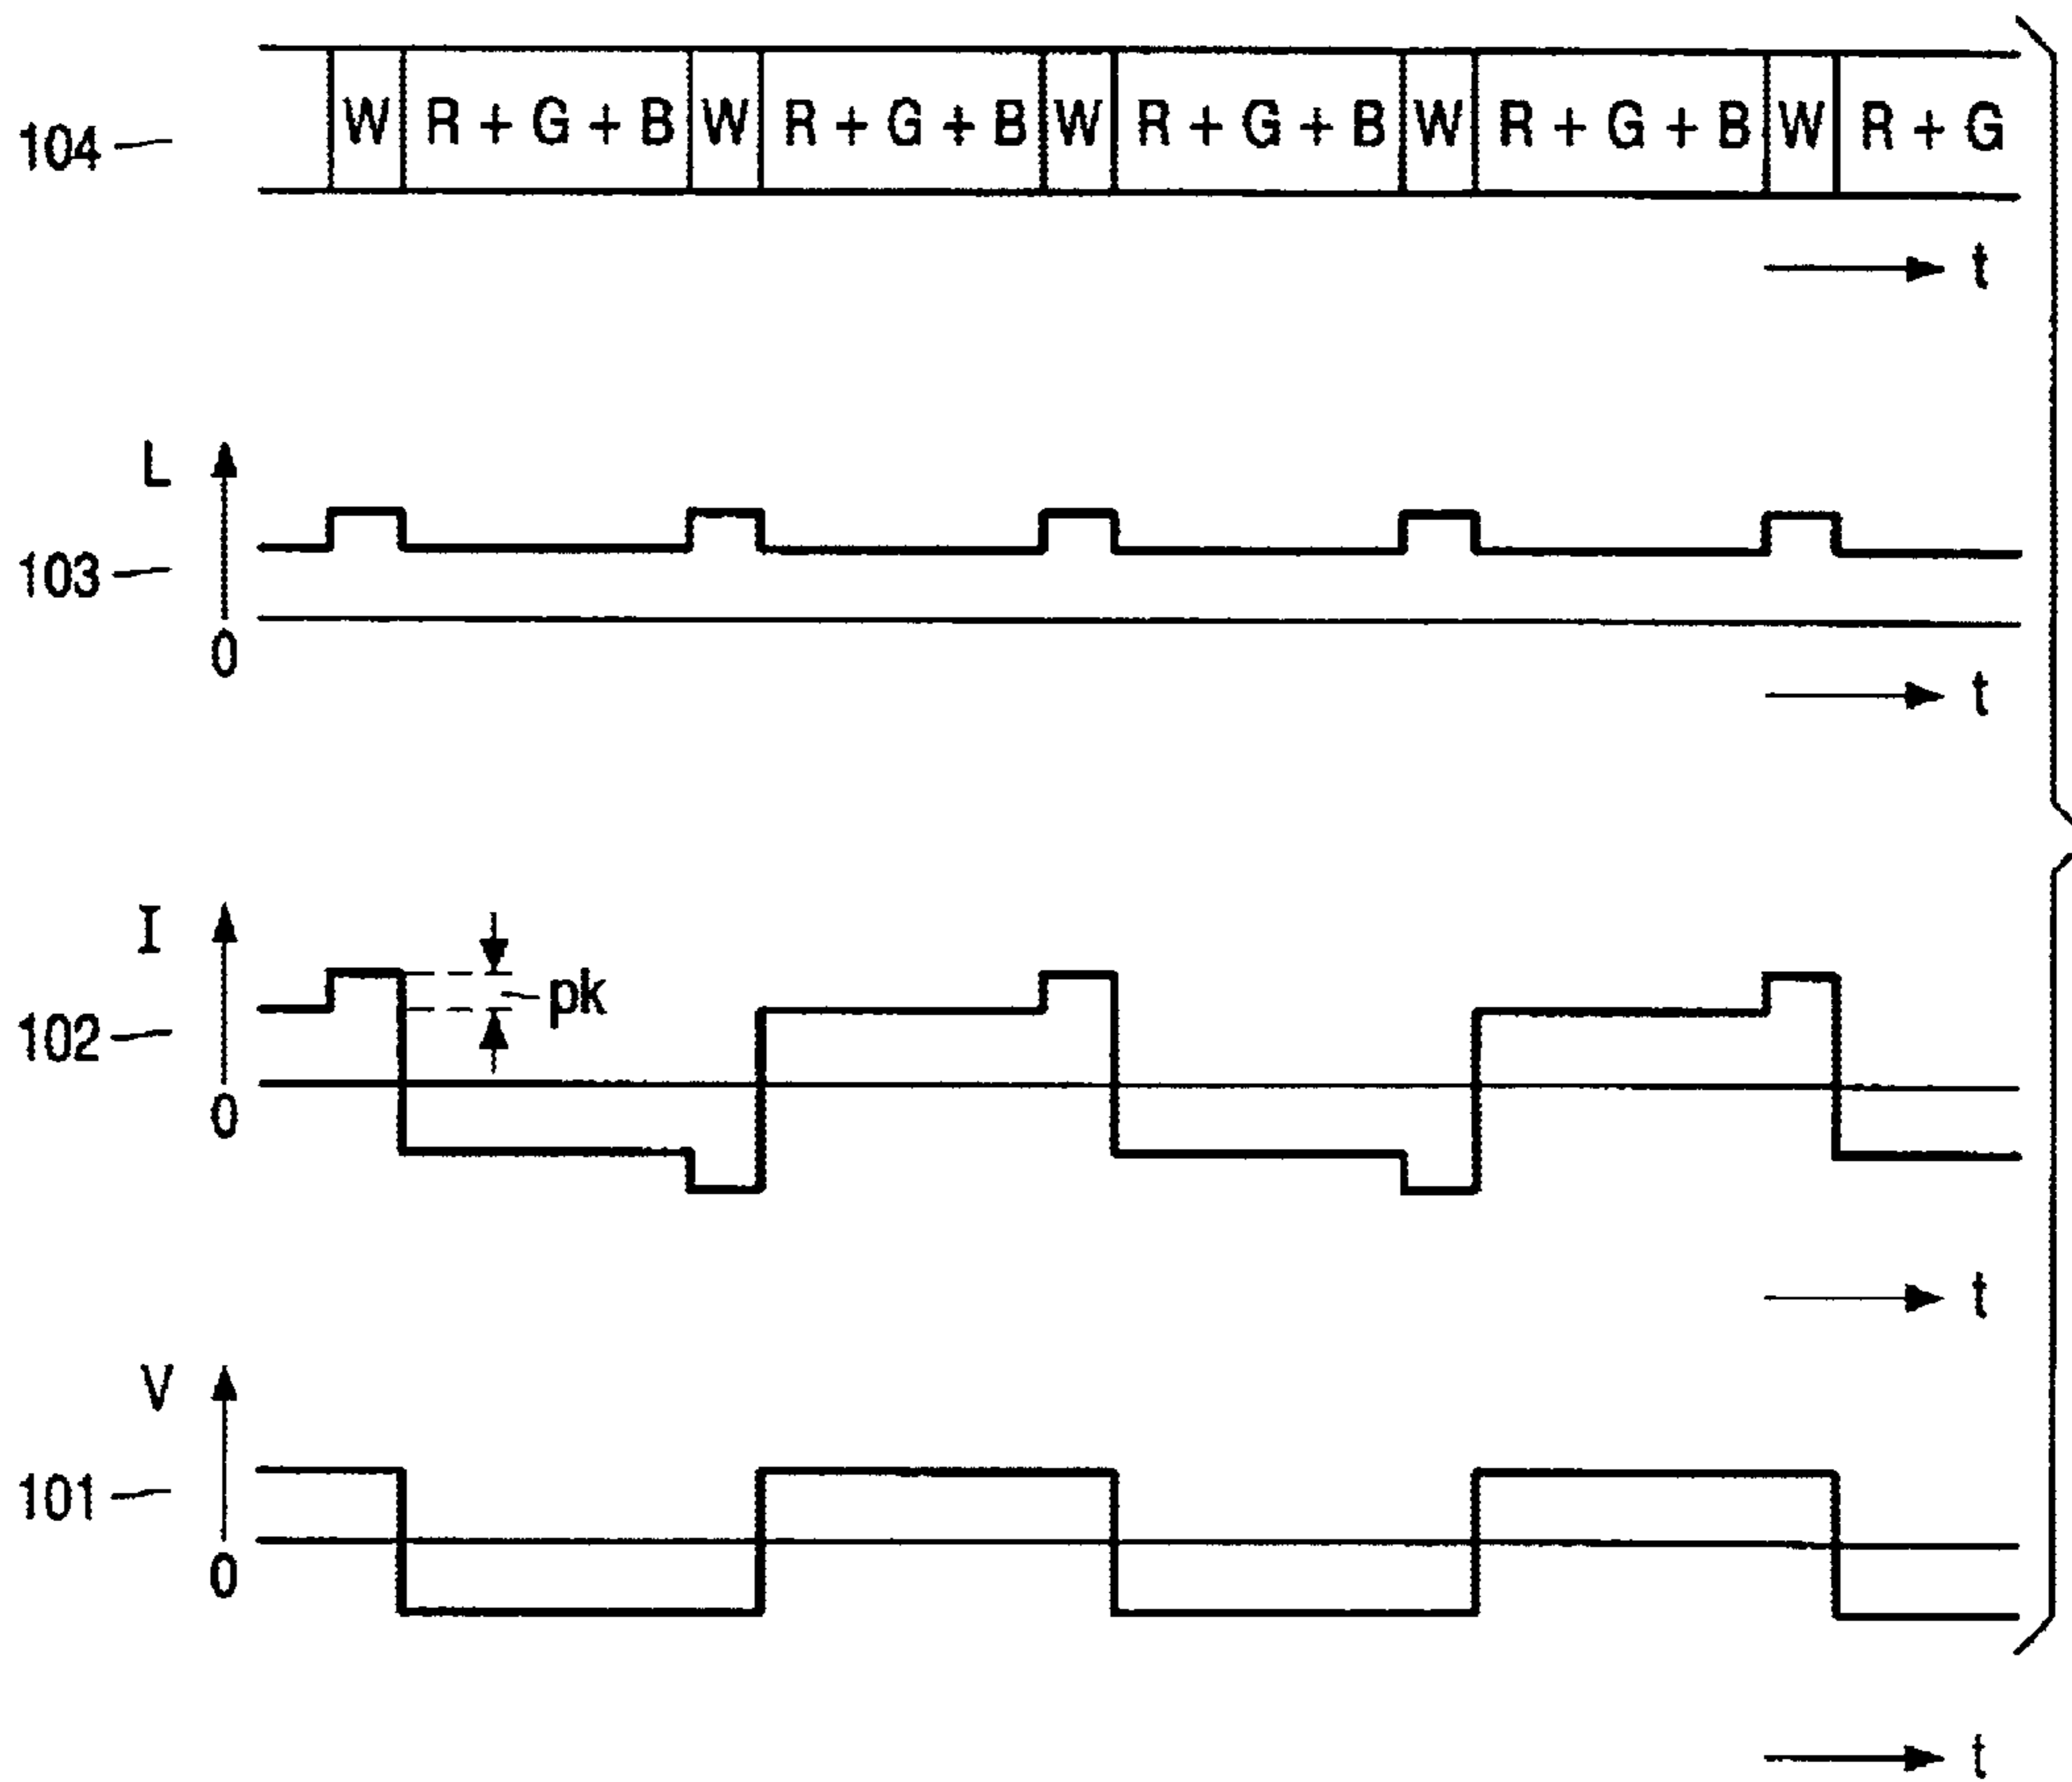 104
W R + G + B W R + G + B W R + G + B W R + G + B W R + G
t
L
103
0
t
I
pk
102
0
t
V
101
0
t